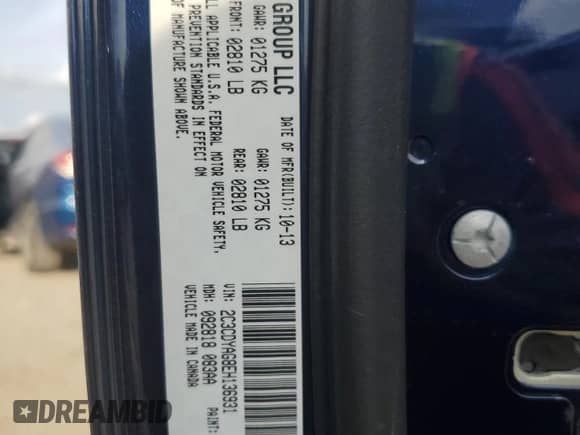 GROUP LLC
DATE OF MFR(BUILT): 10-13
GAWR: 01275 KG
GAWR: 01275 KG
FRONT: 02810 LB
REAR: 02810 LB
ALL APPLICABLE U.S.A. FEDERAL MOTOR VEHICLE SAFETY,
PREVENTION STANDARDS IN EFFECT ON
OF MANUFACTURE SHOWN ABOVE.
VIN: 2C3CDYAG8EH136931
MDH: 092818 083AA
PAINT:
VEHICLE MADE IN CANADA
DREAMBID